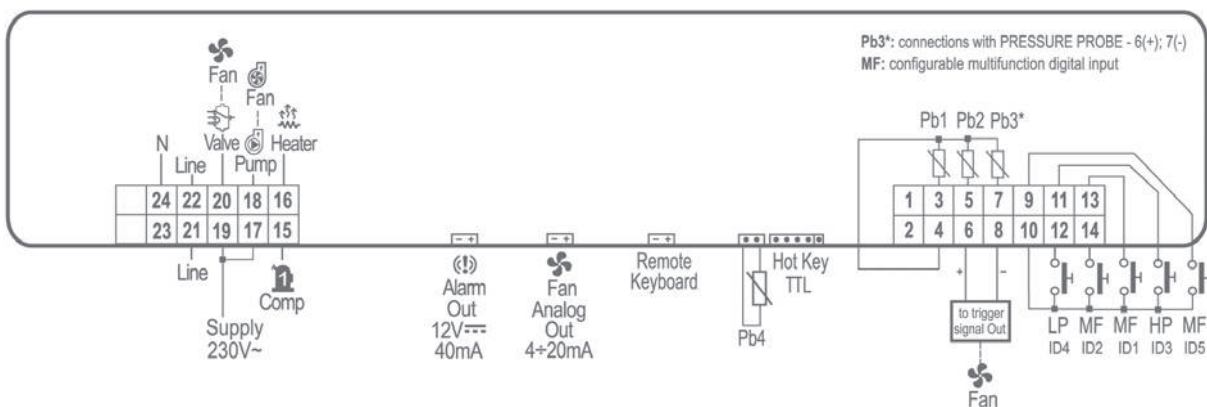 Pb3*: connections with PRESSURE PROBE - 6(+); 7(-)
MF: configurable multifunction digital input
Fan
Fan
N
Line
Valve
Pump
Heater
24 22 20 18 16
23 21 19 17 15
Line
Supply
230V~
1
Comp
Alarm
Out
12V⎓
40mA
Fan
Analog
Out
4÷20mA
Remote
Keyboard
Pb4
Hot Key
TTL
Pb1 Pb2 Pb3*
1 3 5 7 9 11 13
2 4 6 8 10 12 14
+ –
to trigger
signal Out
Fan
LP MF MF HP MF
ID4 ID2 ID1 ID3 ID5